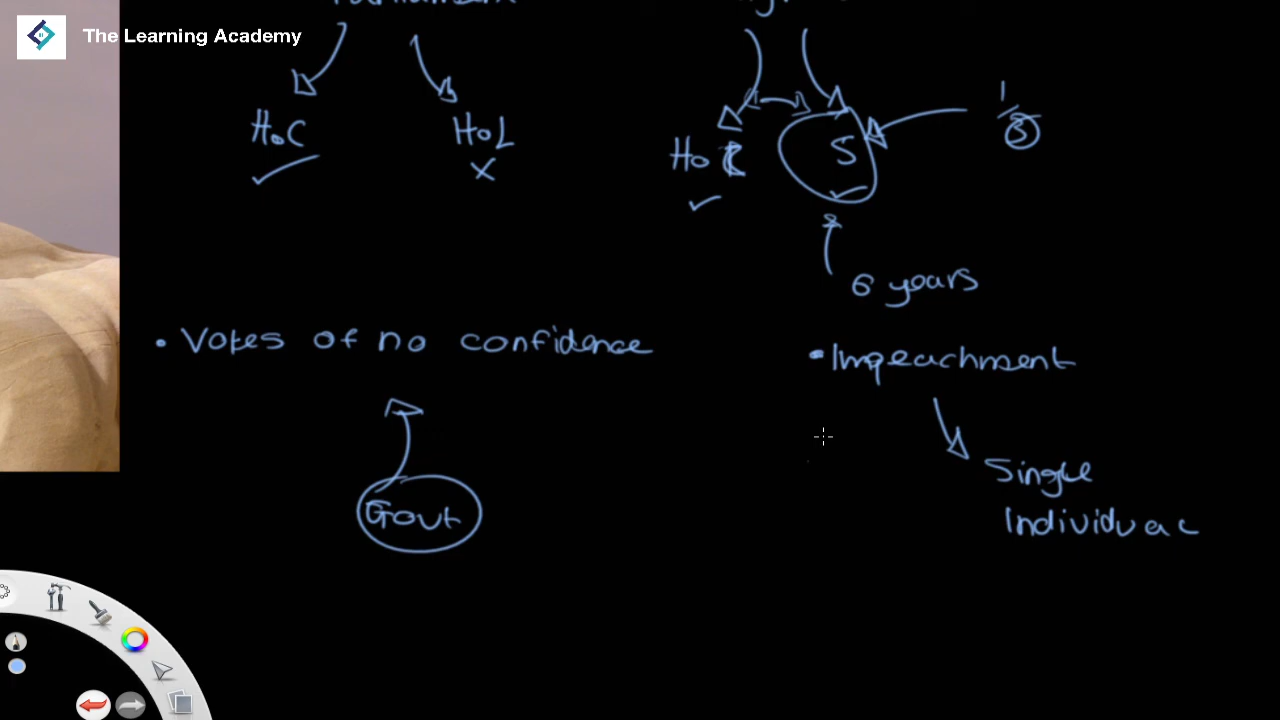 The Learning Academy
HoC
HoL
X
HoR
S
1/3
6 years
• Votes of no confidence
• Impeachment
Govt
Single
Individual